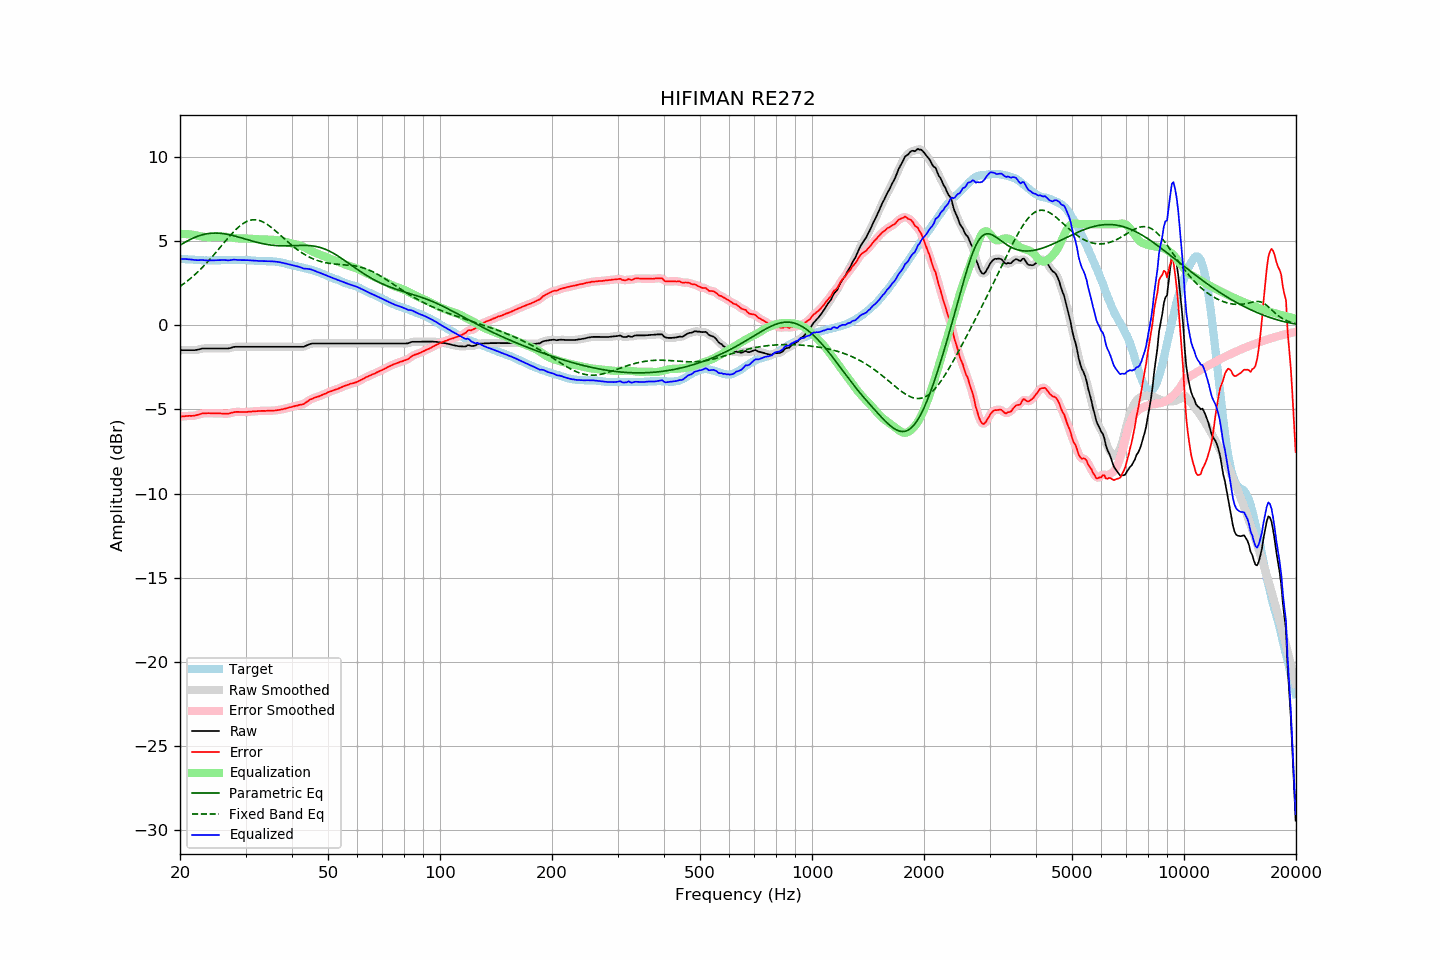 HIFIMAN RE272
10
5
0
−5
−10
−15
−20
−25
−30
Amplitude (dBr)
Target
Raw Smoothed
Error Smoothed
Raw
Error
Equalization
Parametric Eq
Fixed Band Eq
Equalized
20 50 100 200 500 1000 2000 5000 10000 20000
Frequency (Hz)